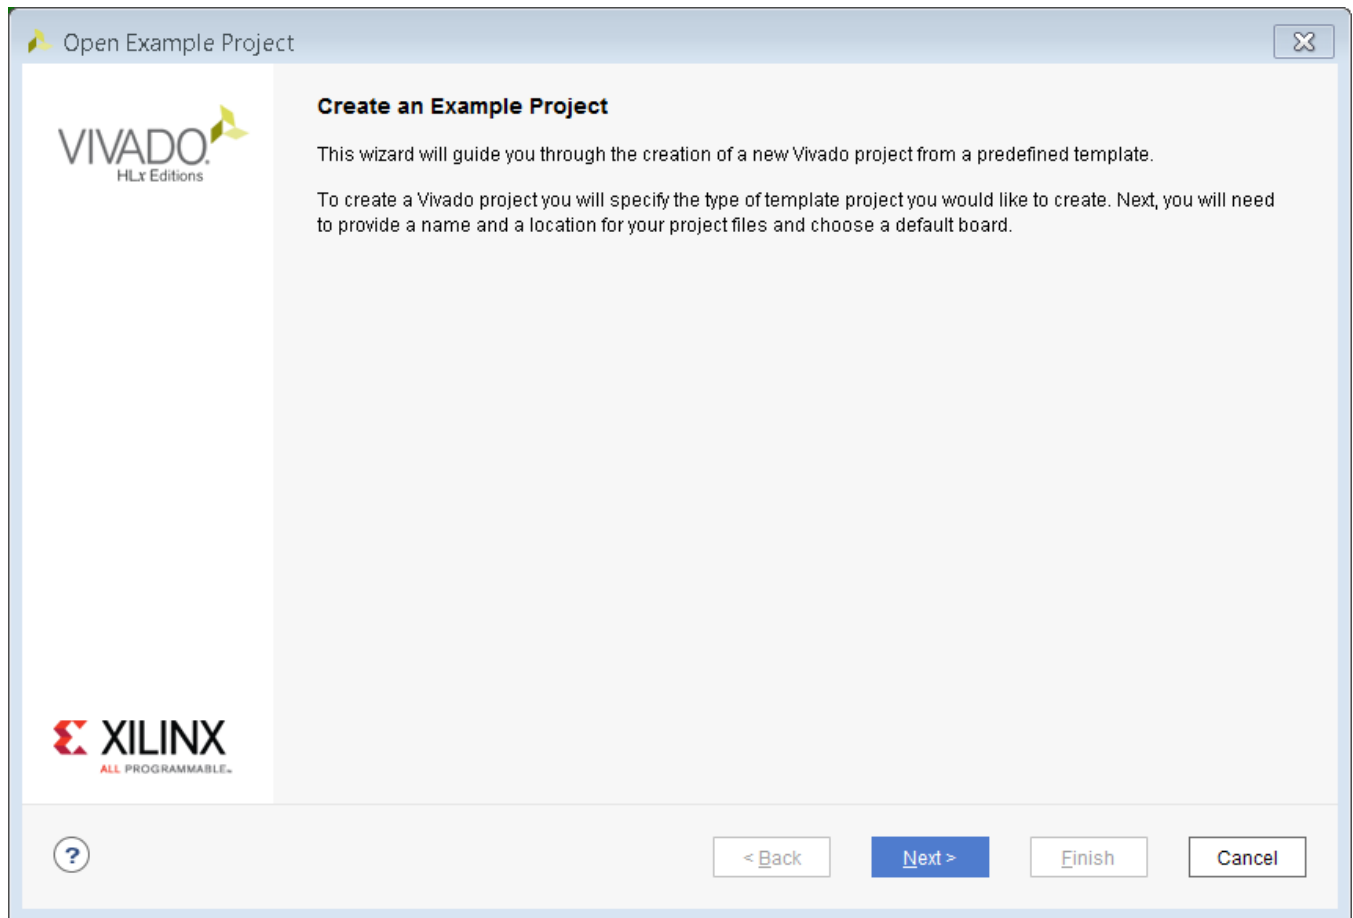 Open Example Project
VIVADO.
HLx Editions
Create an Example Project
This wizard will guide you through the creation of a new Vivado project from a predefined template.
To create a Vivado project you will specify the type of template project you would like to create. Next, you will need
to provide a name and a location for your project files and choose a default board.
XILINX
ALL PROGRAMMABLE™
?
< Back
Next >
Finish
Cancel